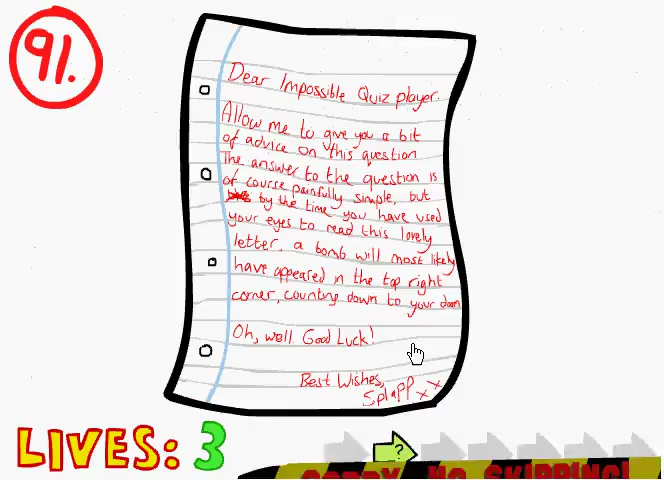 91.
Dear Impossible Quiz player.
Allow me to give you a bit
of advice on this question
The answer to the question is
of course painfully simple, but
by the time you have used
your eyes to read this lovely
letter, a bomb will most likely
have appeared in the top right
corner, counting down to your doom
Oh, well. Good Luck!
Best Wishes,
Splapp x x
LIVES: 3
?
SORRY, NO SKIPPING!